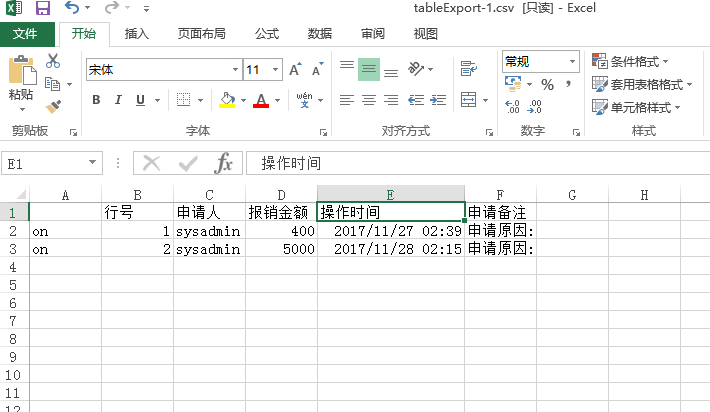 tableExport-1.csv [只读] - Excel
文件 开始 插入 页面布局 公式 数据 审阅 视图
粘贴
剪贴板
宋体 11 A A
B I U A wén 文
字体
对齐方式
常规
% ,
.00 .0 .00
数字
条件格式
套用表格格式
单元格样式
样式
E1 fx 操作时间
A B C D E F G H
1 行号 申请人 报销金额 操作时间 申请备注
2 on 1 sysadmin 400 2017/11/27 02:39 申请原因:
3 on 2 sysadmin 5000 2017/11/28 02:15 申请原因:
4
5
6
7
8
9
10
11
12